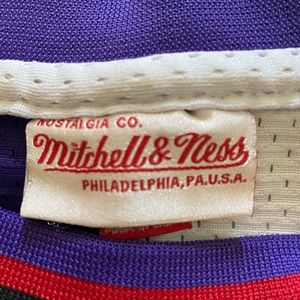 NOSTALGIA CO.
Mitchell & Ness
PHILADELPHIA, PA. U.S.A.